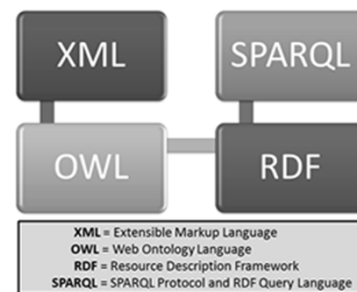 XML
SPARQL
OWL
RDF
XML = Extensible Markup Language
OWL = Web Ontology Language
RDF = Resource Description Framework
SPARQL = SPARQL Protocol and RDF Query Language